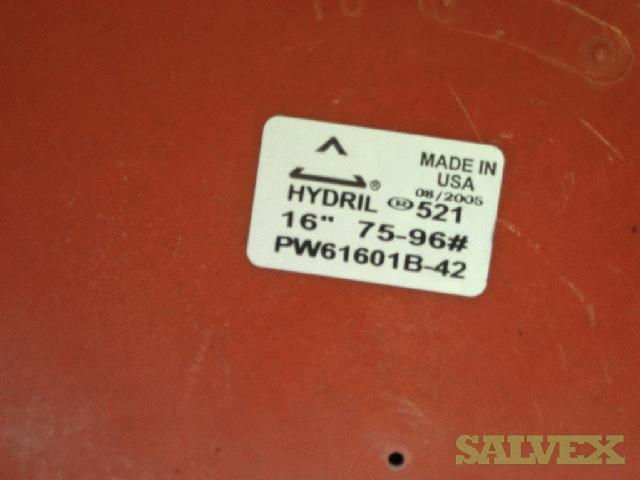 MADE IN
USA
08/2005
HYDRIL ® 521
16" 75-96#
PW61601B-42
SALVEX